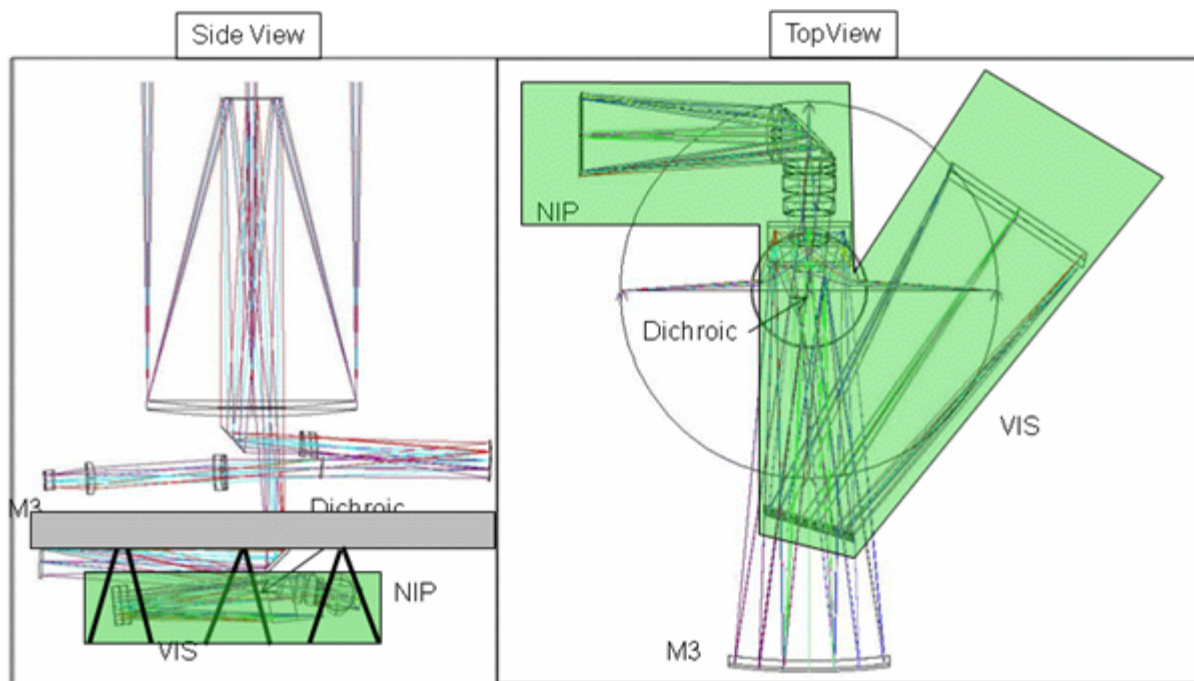 Side View
TopView
M3
Dichroic
NIP
VIS
NIP
Dichroic
VIS
M3